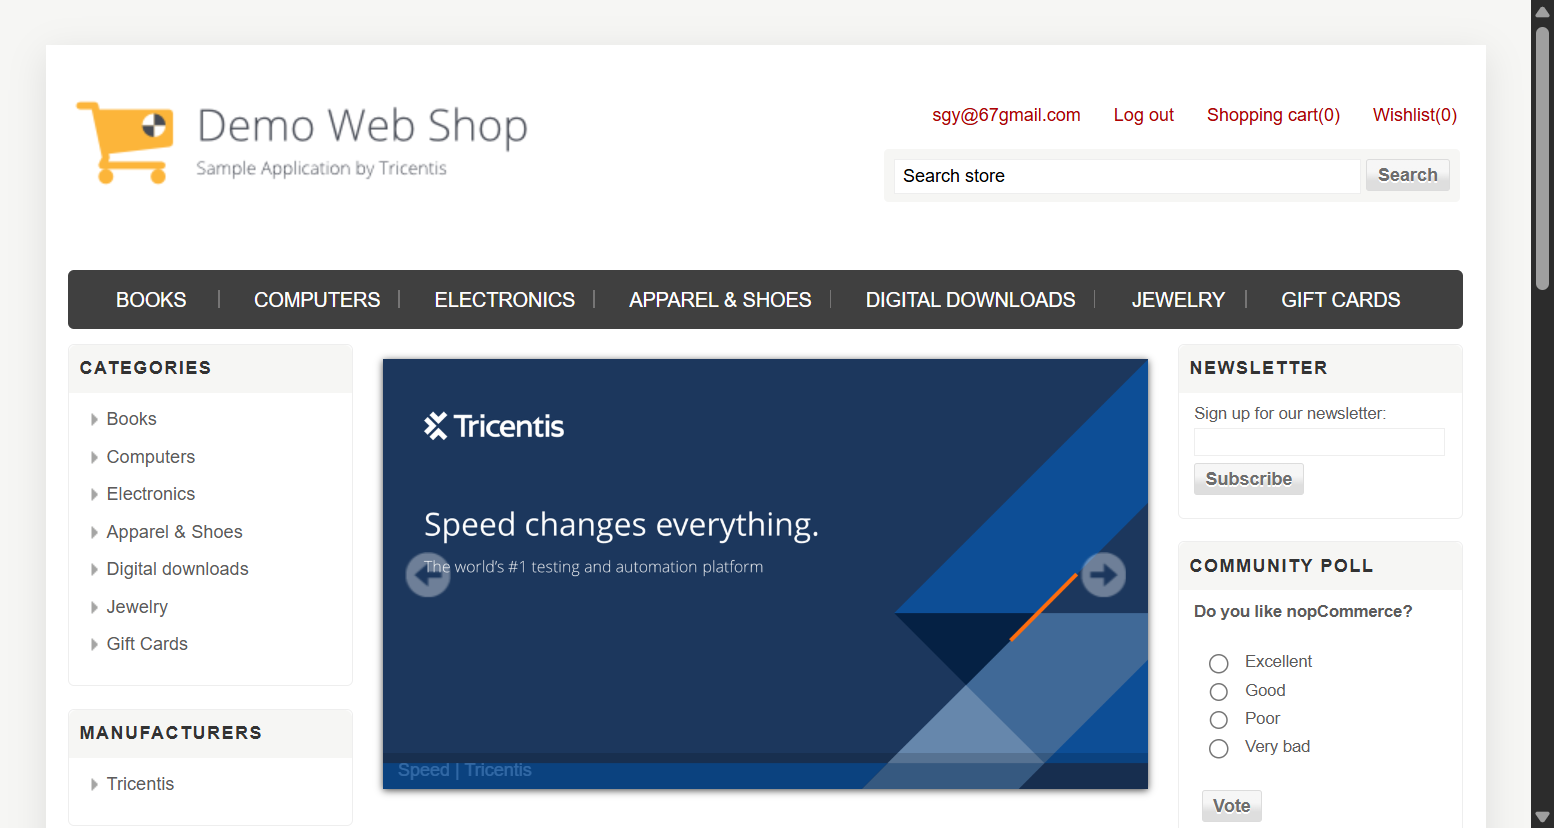 Demo Web Shop
Sample Application by Tricentis
sgy@67gmail.com Log out Shopping cart(0) Wishlist(0)
Search store Search
BOOKS COMPUTERS ELECTRONICS APPAREL & SHOES DIGITAL DOWNLOADS JEWELRY GIFT CARDS
CATEGORIES
Books
Computers
Electronics
Apparel & Shoes
Digital downloads
Jewelry
Gift Cards
MANUFACTURERS
Tricentis
Tricentis
Speed changes everything.
The world's #1 testing and automation platform
Speed | Tricentis
NEWSLETTER
Sign up for our newsletter:
Subscribe
COMMUNITY POLL
Do you like nopCommerce?
Excellent
Good
Poor
Very bad
Vote